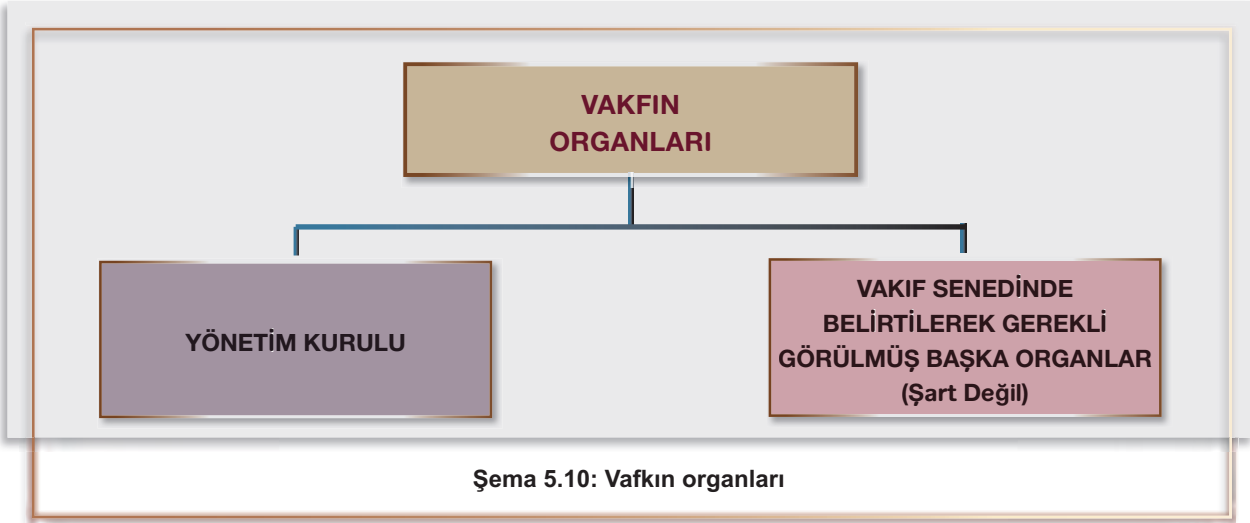 VAKFIN
ORGANLARI
YÖNETİM KURULU
VAKIF SENEDİNDE
BELİRTİLEREK GEREKLİ
GÖRÜLMÜŞ BAŞKA ORGANLAR
(Şart Değil)
Şema 5.10: Vafkın organları